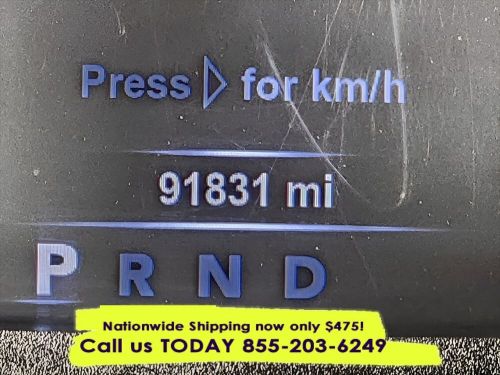 Press ▷ for km/h
91831 mi
P R N D
Nationwide Shipping now only $475!
Call us TODAY 855-203-6249